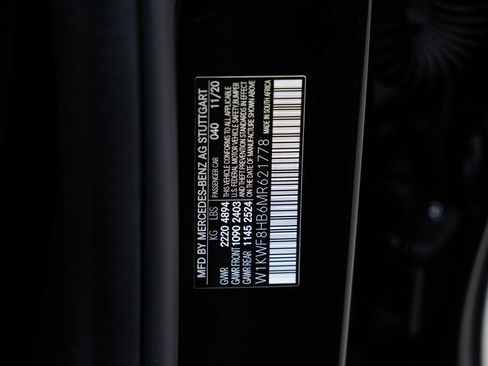 MFD BY MERCEDES-BENZ AG STUTTGART
PASSENGER CAR 040 11/20
KG LBS
GVWR 2220 4894
GAWR FRONT 1090 2403
GAWR REAR 1145 2524
THIS VEHICLE CONFORMS TO ALL APPLICABLE
U.S. FEDERAL MOTOR VEHICLE SAFETY/BUMPER
AND THEFT PREVENTION STANDARDS IN EFFECT
ON THE DATE OF MANUFACTURE SHOWN ABOVE
W1KWF8HB6MR621778 MADE IN SOUTH AFRICA